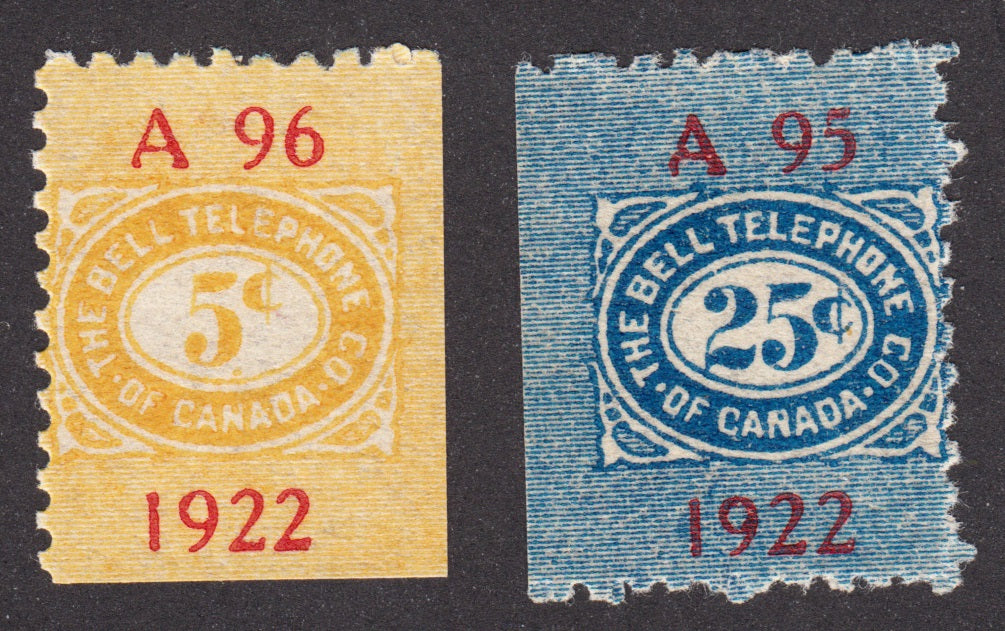 A 96
THE BELL TELEPHONE CO.
5¢
· OF CANADA ·
1922
A 95
THE BELL TELEPHONE CO.
25¢
· OF CANADA ·
1922